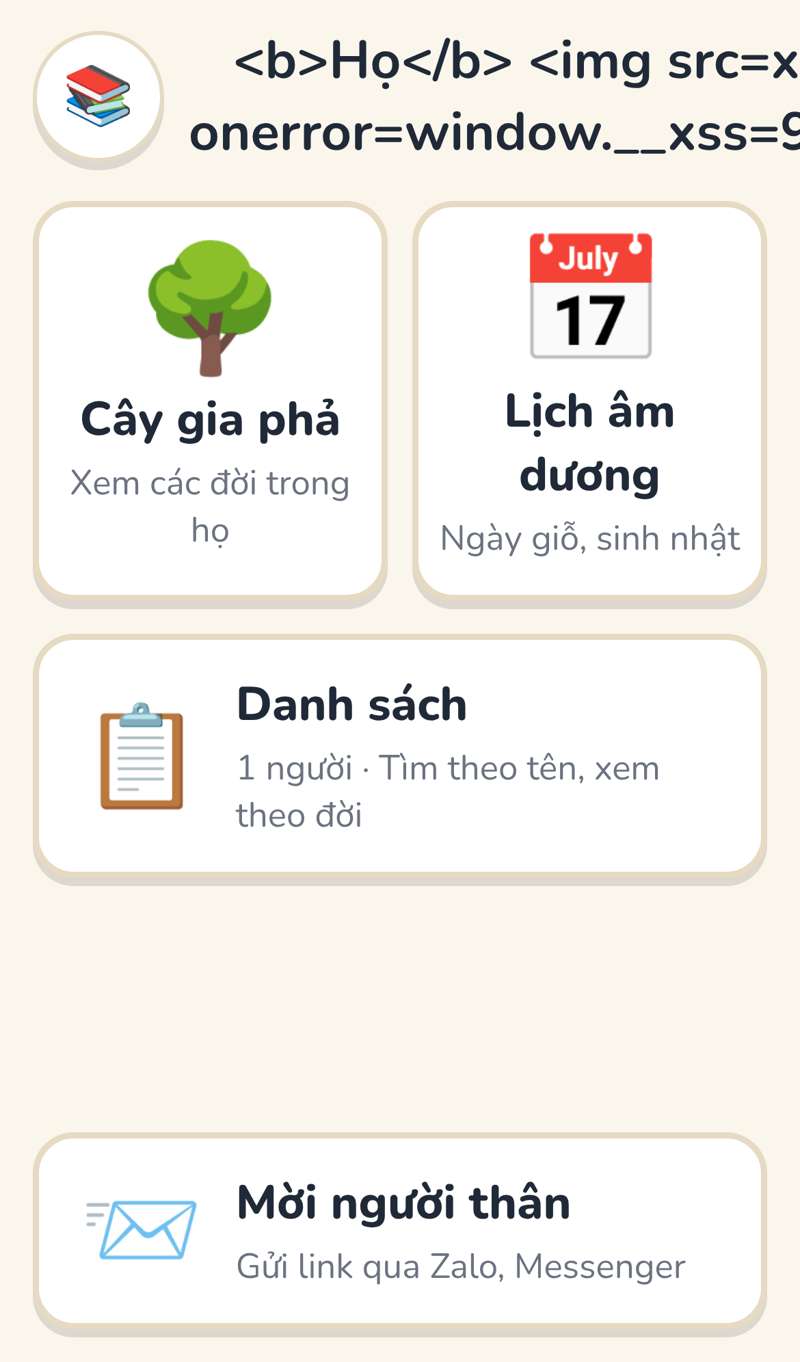 <b>Họ</b> <img src=x
onerror=window.__xss=9
July
17
Cây gia phả
Xem các đời trong
họ
Lịch âm
dương
Ngày giỗ, sinh nhật
Danh sách
1 người · Tìm theo tên, xem
theo đời
Mời người thân
Gửi link qua Zalo, Messenger